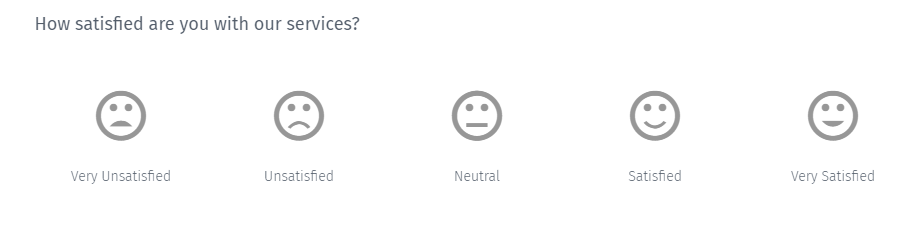 How satisfied are you with our services?
Very Unsatisfied
Unsatisfied
Neutral
Satisfied
Very Satisfied